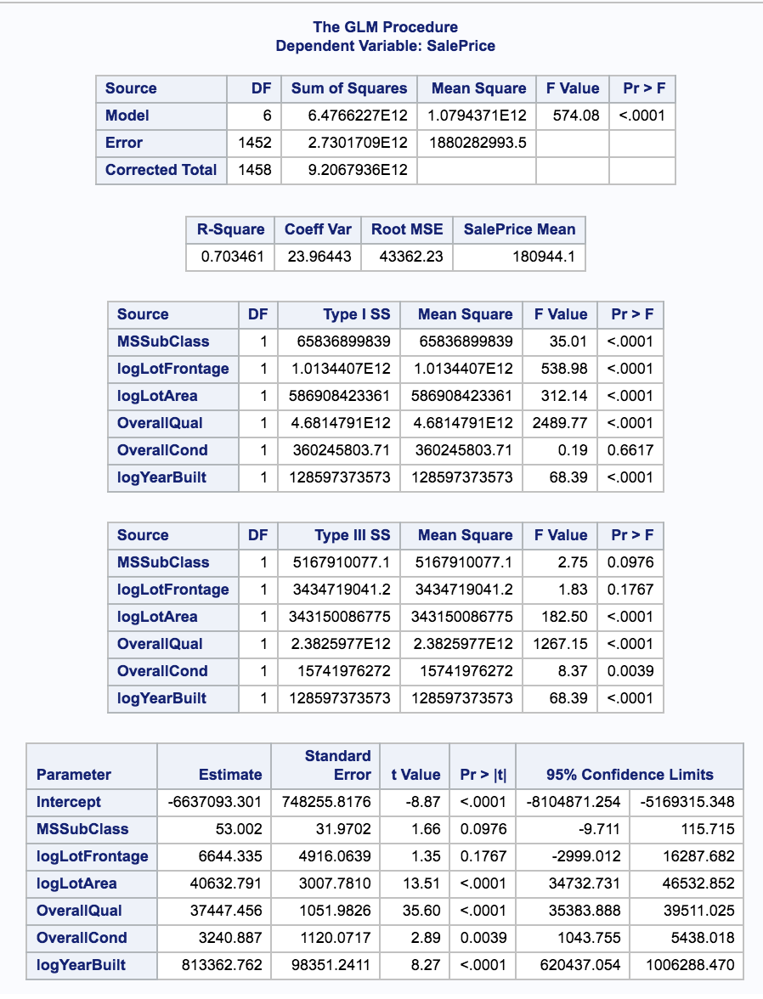 The GLM Procedure
Dependent Variable: SalePrice
Source DF Sum of Squares Mean Square F Value Pr > F
Model 6 6.4766227E12 1.0794371E12 574.08 <.0001
Error 1452 2.7301709E12 1880282993.5
Corrected Total 1458 9.2067936E12
R-Square Coeff Var Root MSE SalePrice Mean
0.703461 23.96443 43362.23 180944.1
Source DF Type I SS Mean Square F Value Pr > F
MSSubClass 1 65836899839 65836899839 35.01 <.0001
logLotFrontage 1 1.0134407E12 1.0134407E12 538.98 <.0001
logLotArea 1 586908423361 586908423361 312.14 <.0001
OverallQual 1 4.6814791E12 4.6814791E12 2489.77 <.0001
OverallCond 1 360245803.71 360245803.71 0.19 0.6617
logYearBuilt 1 128597373573 128597373573 68.39 <.0001
Source DF Type III SS Mean Square F Value Pr > F
MSSubClass 1 5167910077.1 5167910077.1 2.75 0.0976
logLotFrontage 1 3434719041.2 3434719041.2 1.83 0.1767
logLotArea 1 343150086775 343150086775 182.50 <.0001
OverallQual 1 2.3825977E12 2.3825977E12 1267.15 <.0001
OverallCond 1 15741976272 15741976272 8.37 0.0039
logYearBuilt 1 128597373573 128597373573 68.39 <.0001
Parameter Estimate Standard Error t Value Pr > |t| 95% Confidence Limits
Intercept -6637093.301 748255.8176 -8.87 <.0001 -8104871.254 -5169315.348
MSSubClass 53.002 31.9702 1.66 0.0976 -9.711 115.715
logLotFrontage 6644.335 4916.0639 1.35 0.1767 -2999.012 16287.682
logLotArea 40632.791 3007.7810 13.51 <.0001 34732.731 46532.852
OverallQual 37447.456 1051.9826 35.60 <.0001 35383.888 39511.025
OverallCond 3240.887 1120.0717 2.89 0.0039 1043.755 5438.018
logYearBuilt 813362.762 98351.2411 8.27 <.0001 620437.054 1006288.470